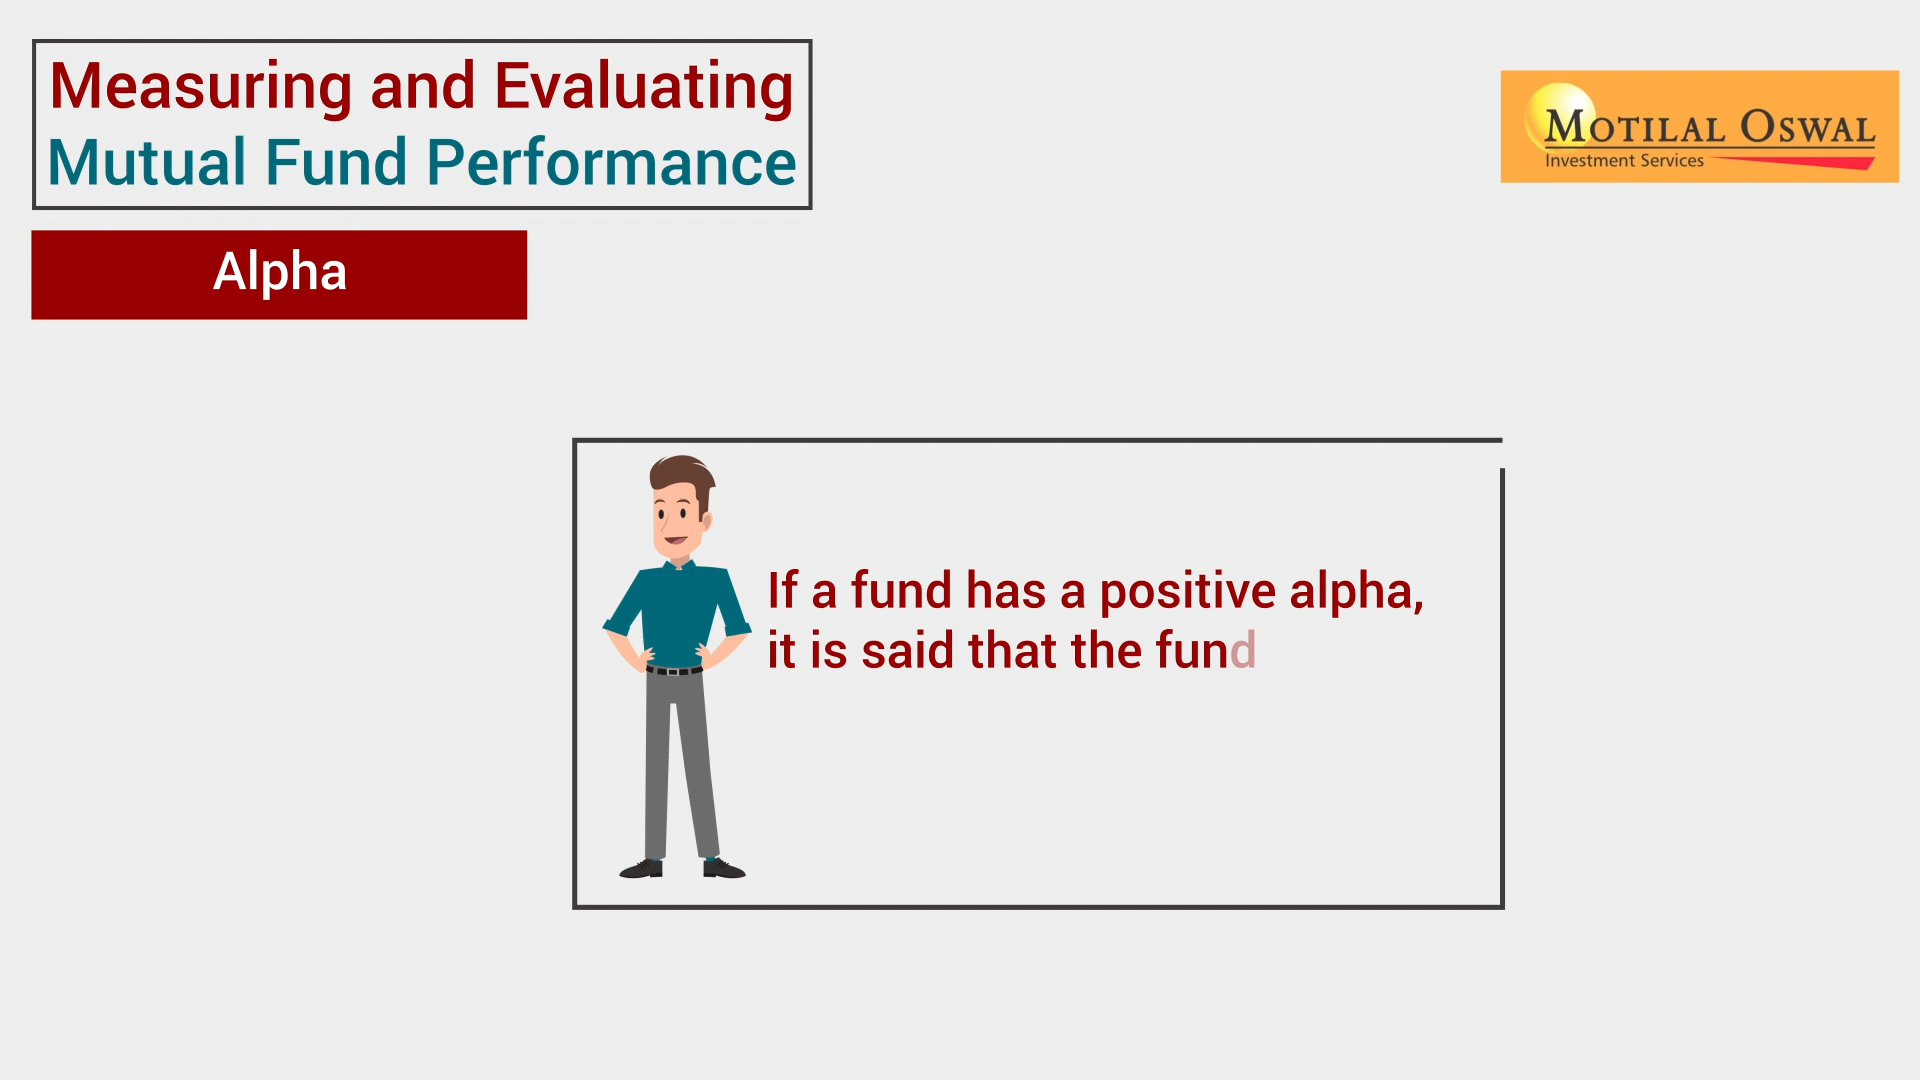 Measuring and Evaluating
Mutual Fund Performance
MOTILAL OSWAL
Investment Services
Alpha
If a fund has a positive alpha,
it is said that the fund